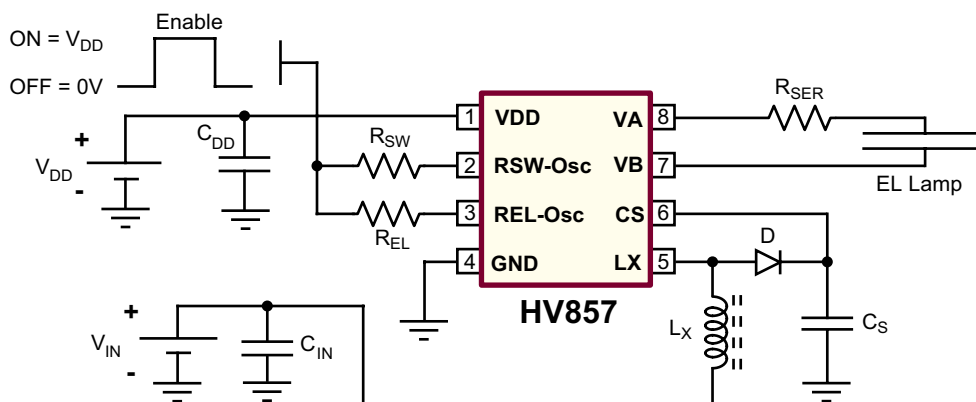 Enable
ON = VDD
OFF = 0V
+
VDD
-
CDD
RSW
REL
1 VDD
2 RSW-Osc
3 REL-Osc
4 GND
VA 8
VB 7
CS 6
LX 5
HV857
RSER
EL Lamp
D
LX
CS
+
VIN
-
CIN